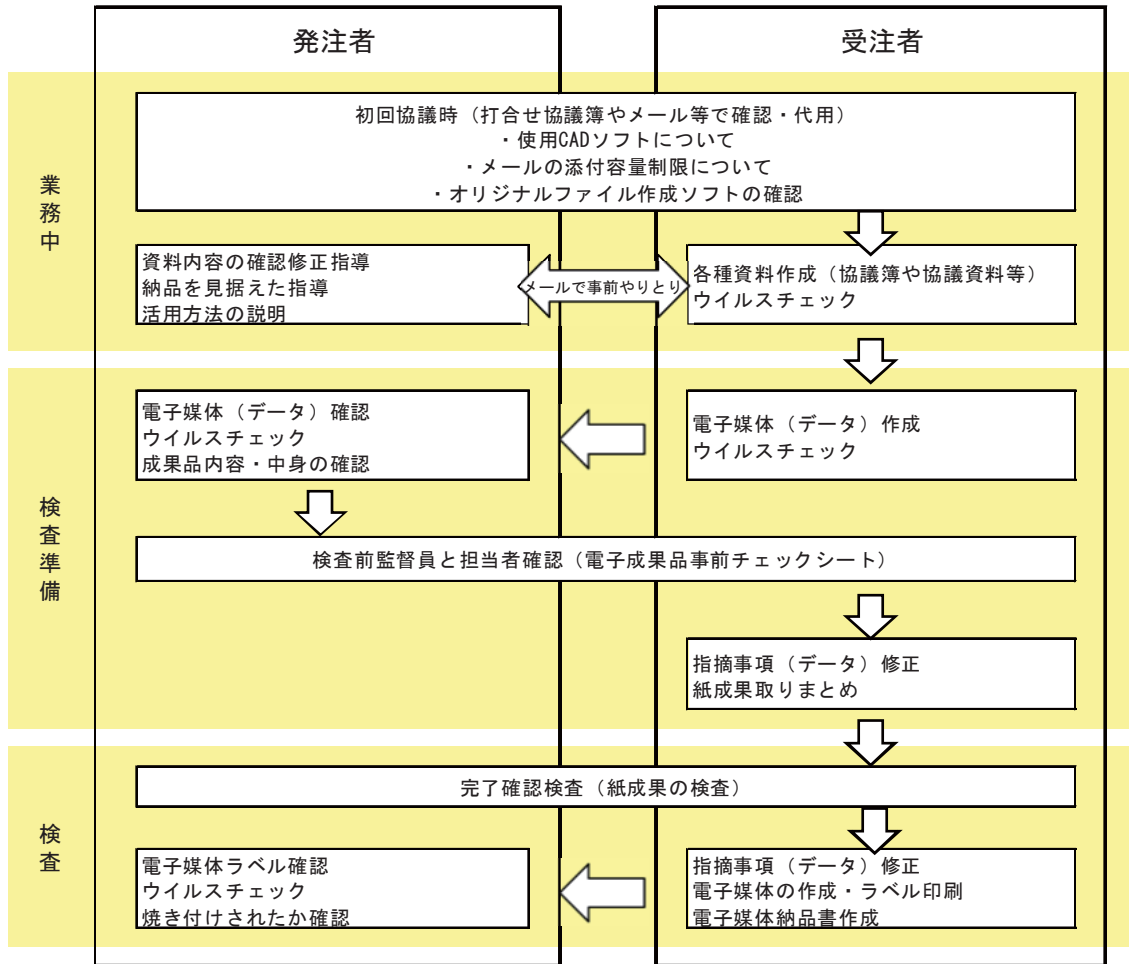 発注者
受注者
業務中
初回協議時（打合せ協議簿やメール等で確認・代用）
・使用CADソフトについて
・メールの添付容量制限について
・オリジナルファイル作成ソフトの確認
資料内容の確認修正指導
納品を見据えた指導
活用方法の説明
メールで事前やりとり
各種資料作成（協議簿や協議資料等）
ウイルスチェック
検査準備
電子媒体（データ）確認
ウイルスチェック
成果品内容・中身の確認
電子媒体（データ）作成
ウイルスチェック
検査前監督員と担当者確認（電子成果品事前チェックシート）
指摘事項（データ）修正
紙成果取りまとめ
検査
完了確認検査（紙成果の検査）
電子媒体ラベル確認
ウイルスチェック
焼き付けされたか確認
指摘事項（データ）修正
電子媒体の作成・ラベル印刷
電子媒体納品書作成